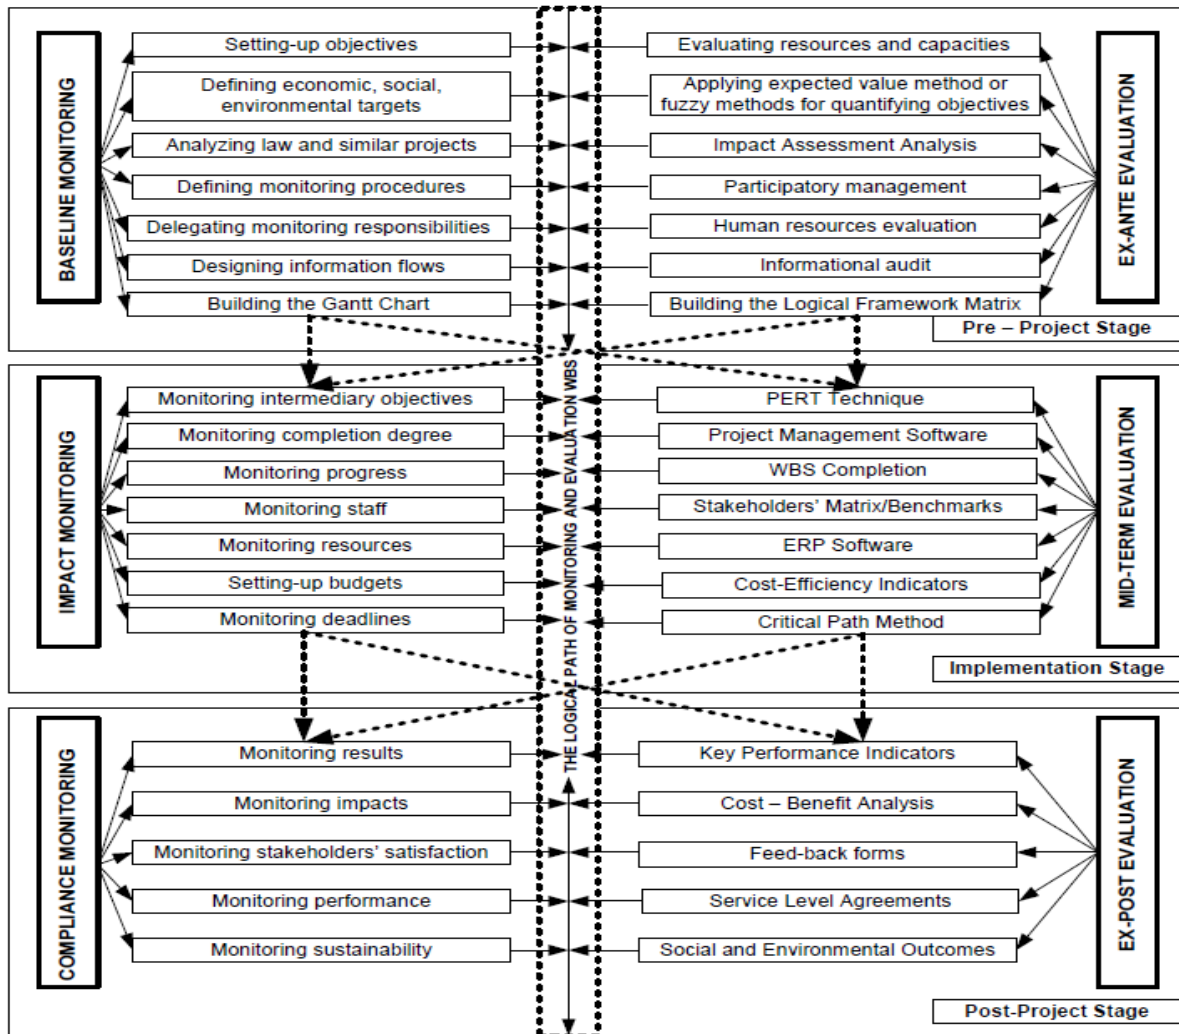 BASELINE MONITORING
Setting-up objectives
Defining economic, social,
environmental targets
Analyzing law and similar projects
Defining monitoring procedures
Delegating monitoring responsibilities
Designing information flows
Building the Gantt Chart
Evaluating resources and capacities
Applying expected value method or
fuzzy methods for quantifying objectives
Impact Assessment Analysis
Participatory management
Human resources evaluation
Informational audit
Building the Logical Framework Matrix
EX-ANTE EVALUATION
Pre – Project Stage
THE LOGICAL PATH OF MONITORING AND EVALUATION WBS
IMPACT MONITORING
Monitoring intermediary objectives
Monitoring completion degree
Monitoring progress
Monitoring staff
Monitoring resources
Setting-up budgets
Monitoring deadlines
PERT Technique
Project Management Software
WBS Completion
Stakeholders' Matrix/Benchmarks
ERP Software
Cost-Efficiency Indicators
Critical Path Method
MID-TERM EVALUATION
Implementation Stage
COMPLIANCE MONITORING
Monitoring results
Monitoring impacts
Monitoring stakeholders' satisfaction
Monitoring performance
Monitoring sustainability
Key Performance Indicators
Cost – Benefit Analysis
Feed-back forms
Service Level Agreements
Social and Environmental Outcomes
EX-POST EVALUATION
Post-Project Stage